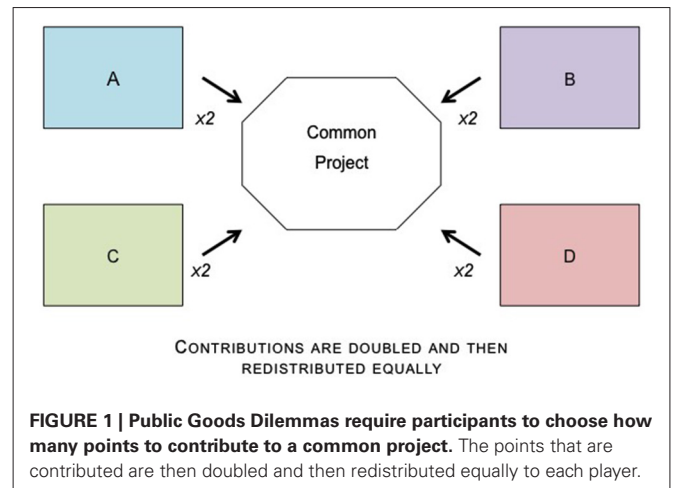 A
B
x2
x2
Common
Project
C
D
x2
x2
CONTRIBUTIONS ARE DOUBLED AND THEN
REDISTRIBUTED EQUALLY
FIGURE 1 | Public Goods Dilemmas require participants to choose how
many points to contribute to a common project. The points that are
contributed are then doubled and then redistributed equally to each player.